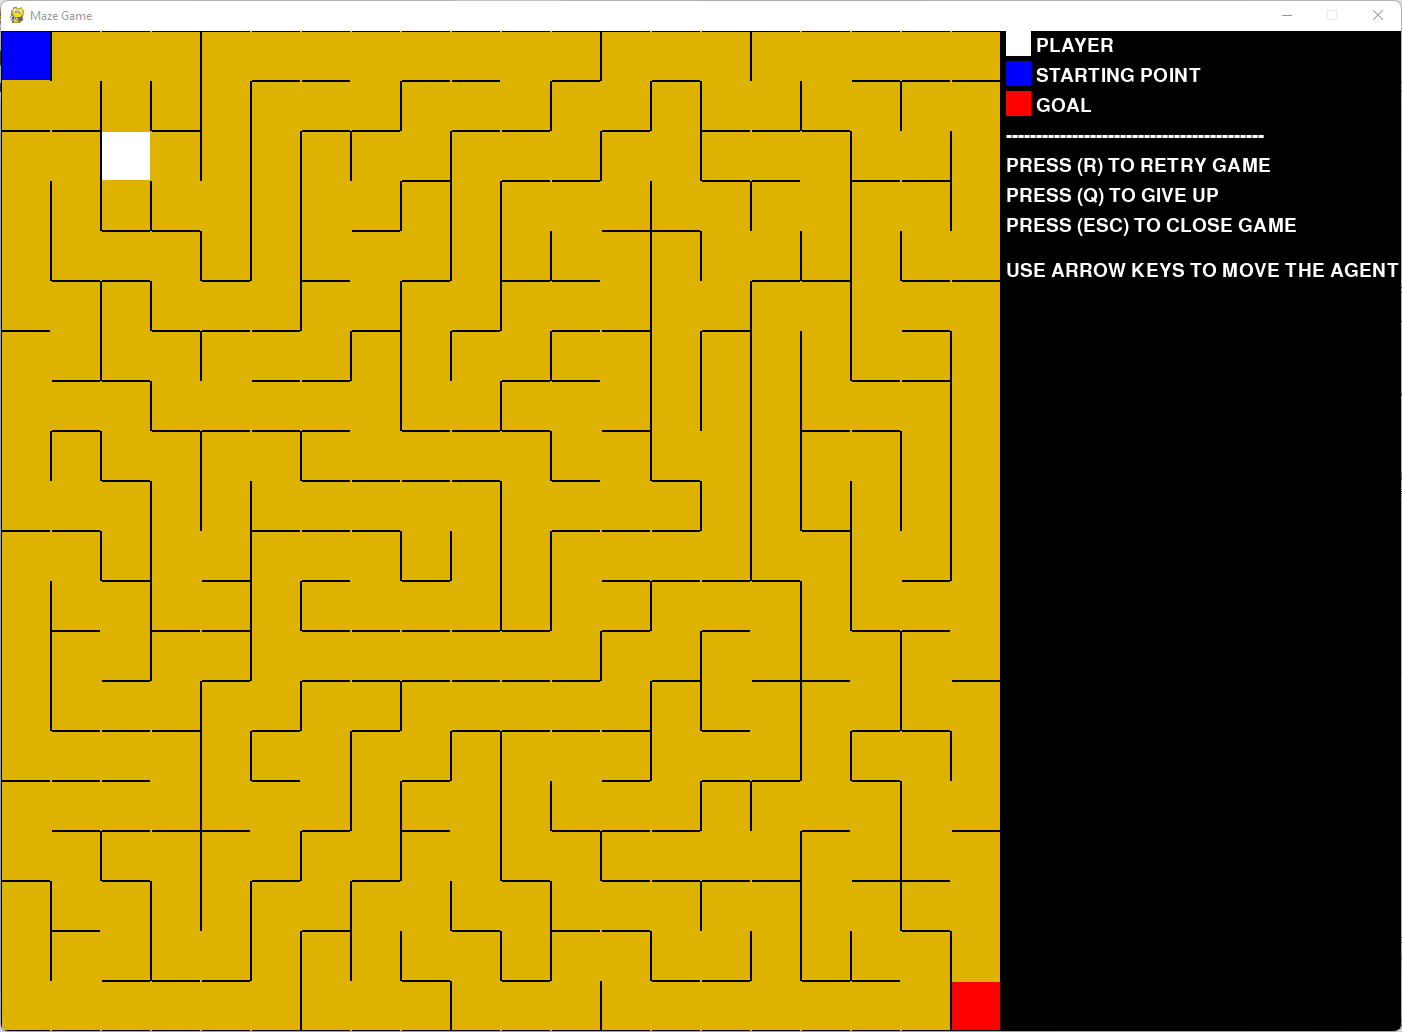 Maze Game
PLAYER
STARTING POINT
GOAL
-------------------------------------------
PRESS (R) TO RETRY GAME
PRESS (Q) TO GIVE UP
PRESS (ESC) TO CLOSE GAME
USE ARROW KEYS TO MOVE THE AGENT